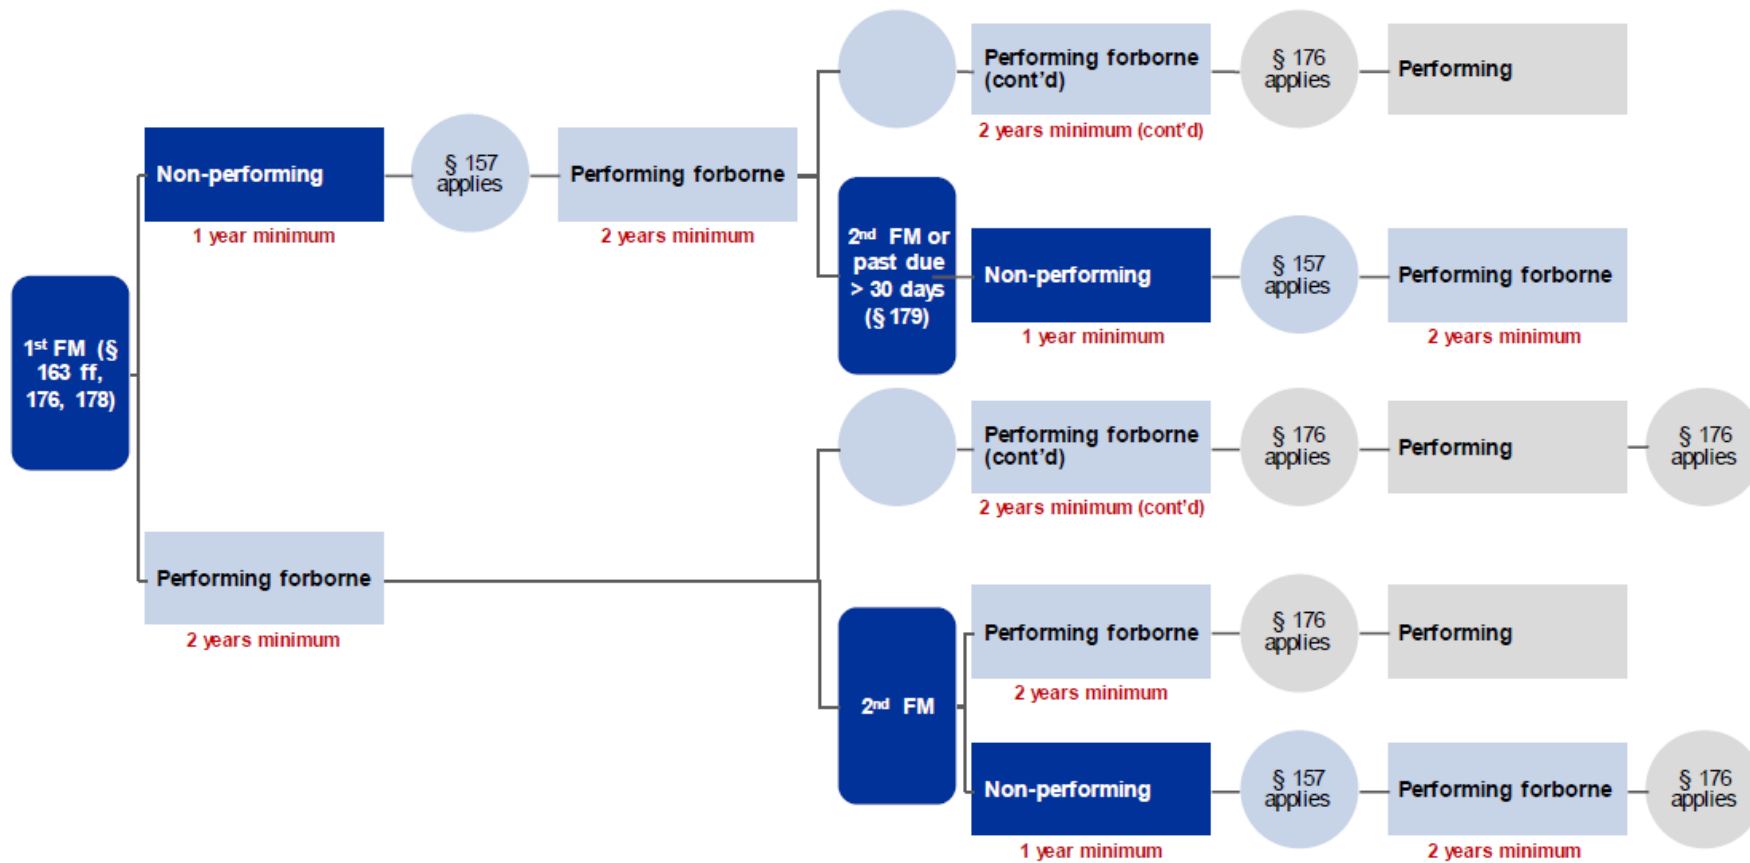 1st FM (§
163 ff,
176, 178)
Non-performing
1 year minimum
§ 157
applies
Performing forborne
2 years minimum
Performing forborne
(cont’d)
2 years minimum (cont’d)
§ 176
applies
Performing
2nd FM or
past due
> 30 days
(§ 179)
Non-performing
1 year minimum
§ 157
applies
Performing forborne
2 years minimum
Performing forborne
2 years minimum
Performing forborne
(cont’d)
2 years minimum (cont’d)
§ 176
applies
Performing
§ 176
applies
2nd FM
Performing forborne
2 years minimum
§ 176
applies
Performing
Non-performing
1 year minimum
§ 157
applies
Performing forborne
2 years minimum
§ 176
applies